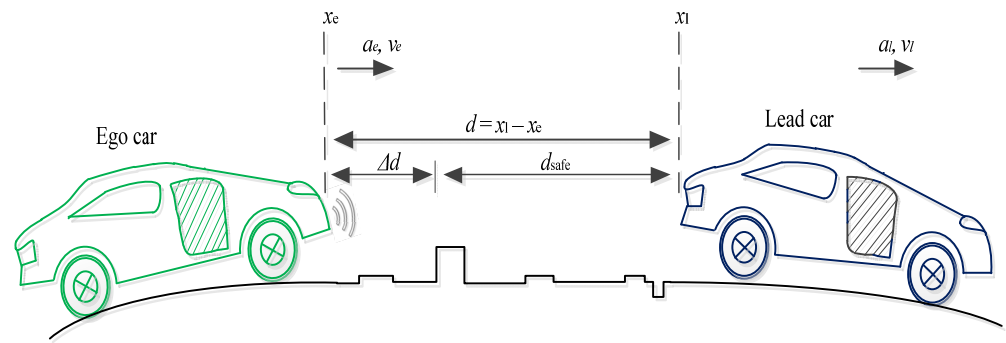 xe
xl
ae, ve
al, vl
d = xl – xe
Ego car
Lead car
Δd
dsafe